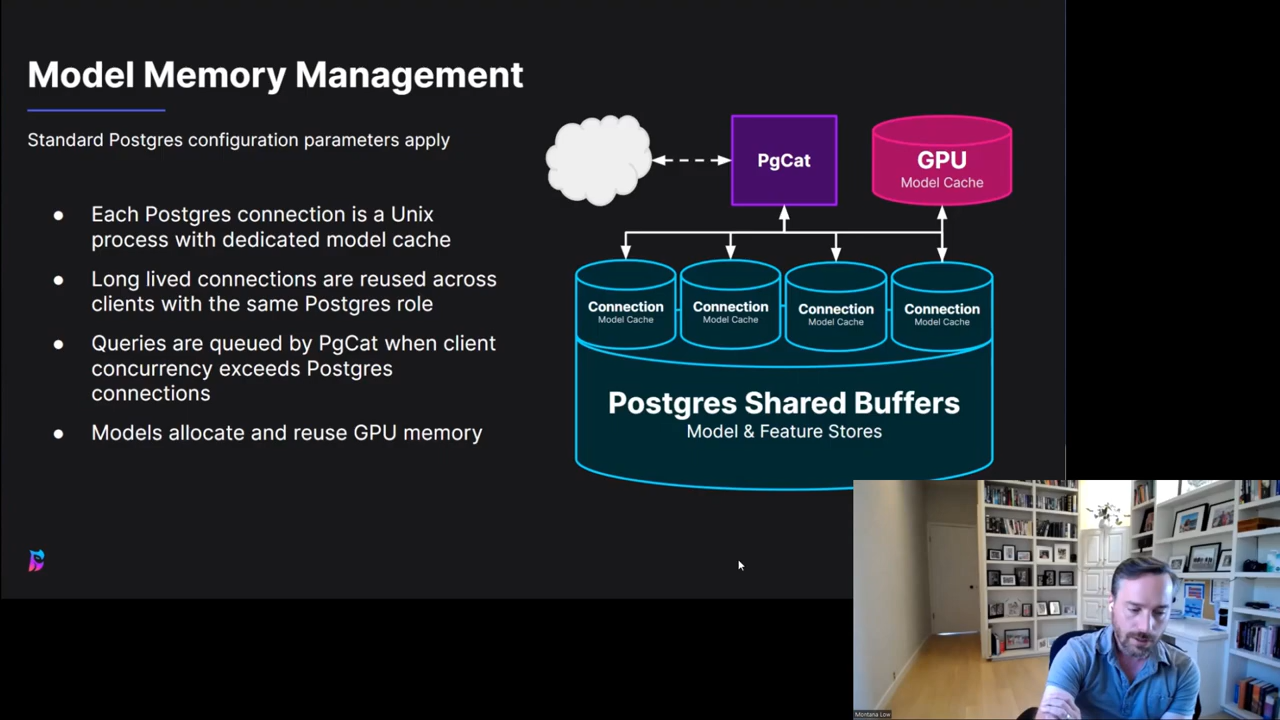 Model Memory Management
Standard Postgres configuration parameters apply
● Each Postgres connection is a Unix
process with dedicated model cache
● Long lived connections are reused across
clients with the same Postgres role
● Queries are queued by PgCat when client
concurrency exceeds Postgres
connections
● Models allocate and reuse GPU memory
PgCat
GPU
Model Cache
Connection
Model Cache
Connection
Model Cache
Connection
Model Cache
Connection
Model Cache
Postgres Shared Buffers
Model & Feature Stores
Montana Low